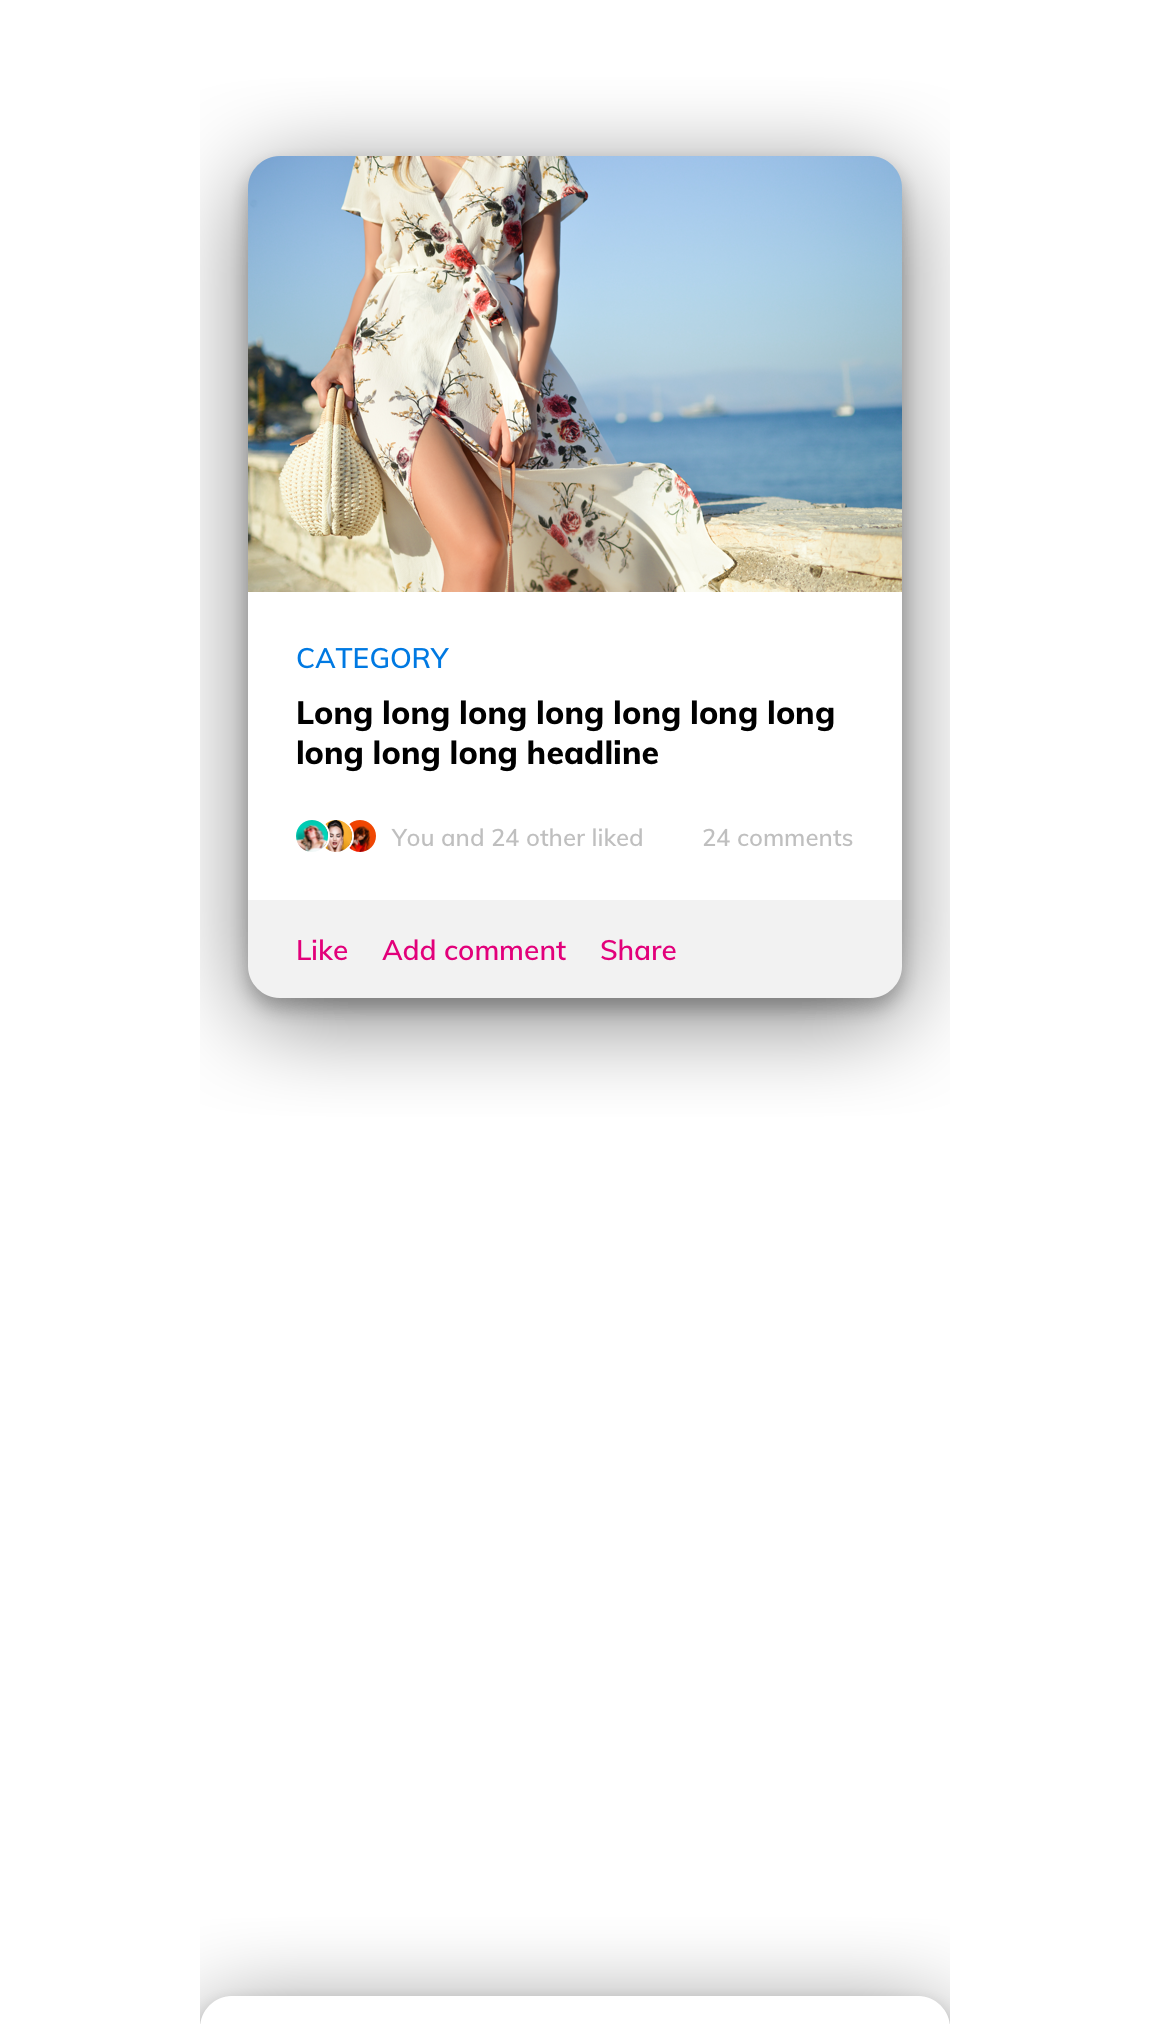 CATEGORY
Long long long long long long long
long long long headline
You and 24 other liked 24 comments
Like Add comment Share